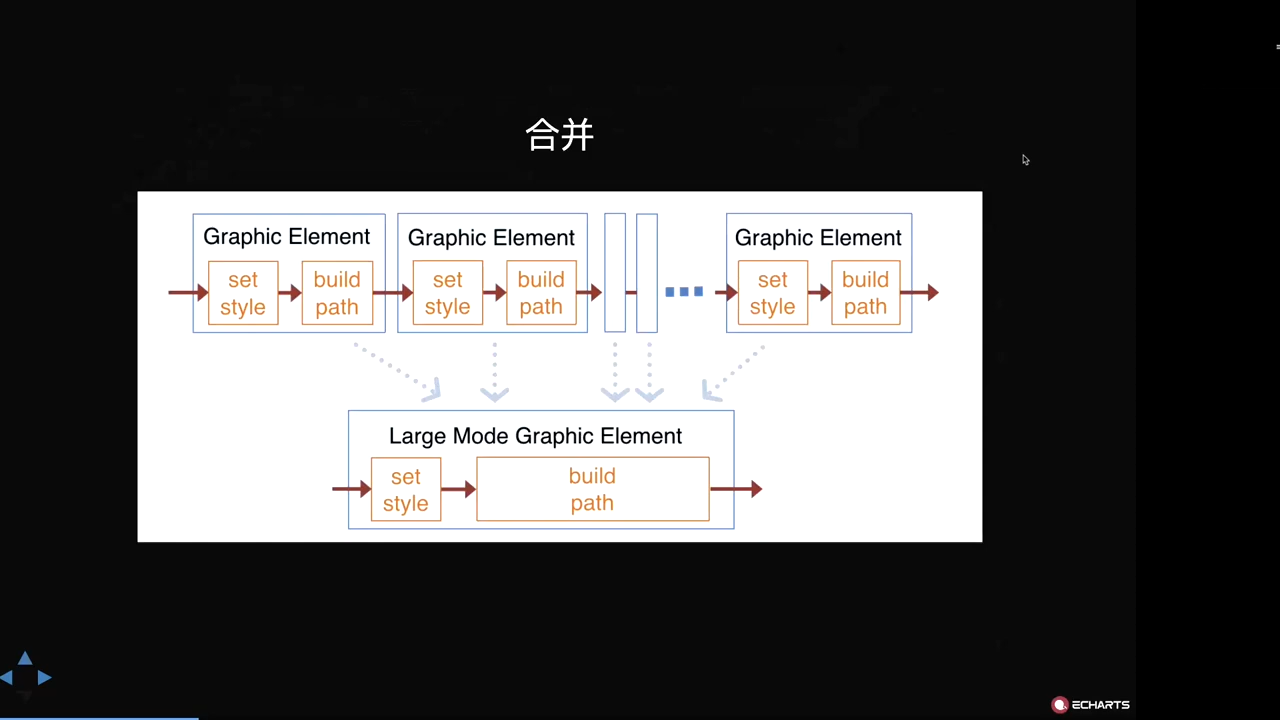 合并
Graphic Element
Graphic Element
Graphic Element
set
style
build
path
set
style
build
path
set
style
build
path
Large Mode Graphic Element
set
style
build
path
ECHARTS